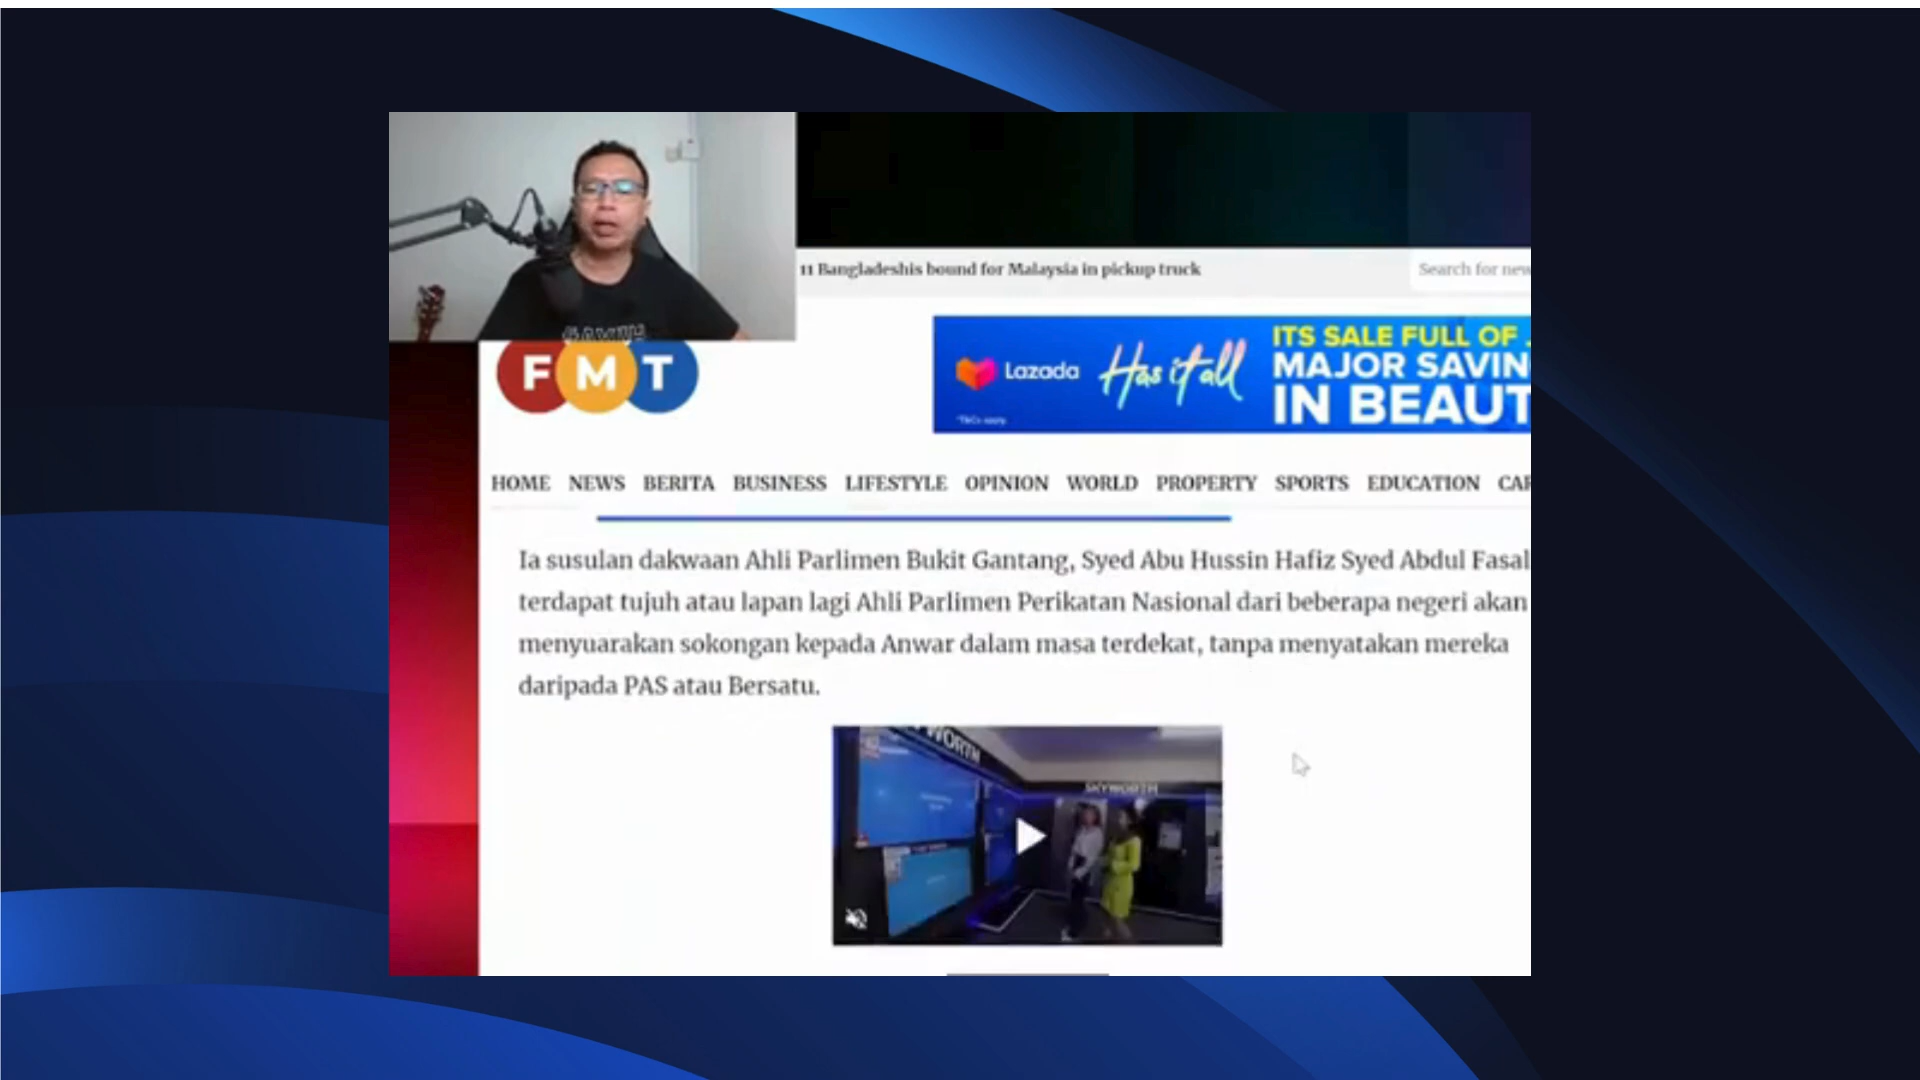 11 Bangladeshis bound for Malaysia in pickup truck
Search for new
FMT
Lazada
Has it all
ITS SALE FULL OF
MAJOR SAVIN
IN BEAUT
*T&Cs apply.
HOME NEWS BERITA BUSINESS LIFESTYLE OPINION WORLD PROPERTY SPORTS EDUCATION CAR
Ia susulan dakwaan Ahli Parlimen Bukit Gantang, Syed Abu Hussin Hafiz Syed Abdul Fasal
terdapat tujuh atau lapan lagi Ahli Parlimen Perikatan Nasional dari beberapa negeri akan
menyuarakan sokongan kepada Anwar dalam masa terdekat, tanpa menyatakan mereka
daripada PAS atau Bersatu.
WORTH
SKYWORTH